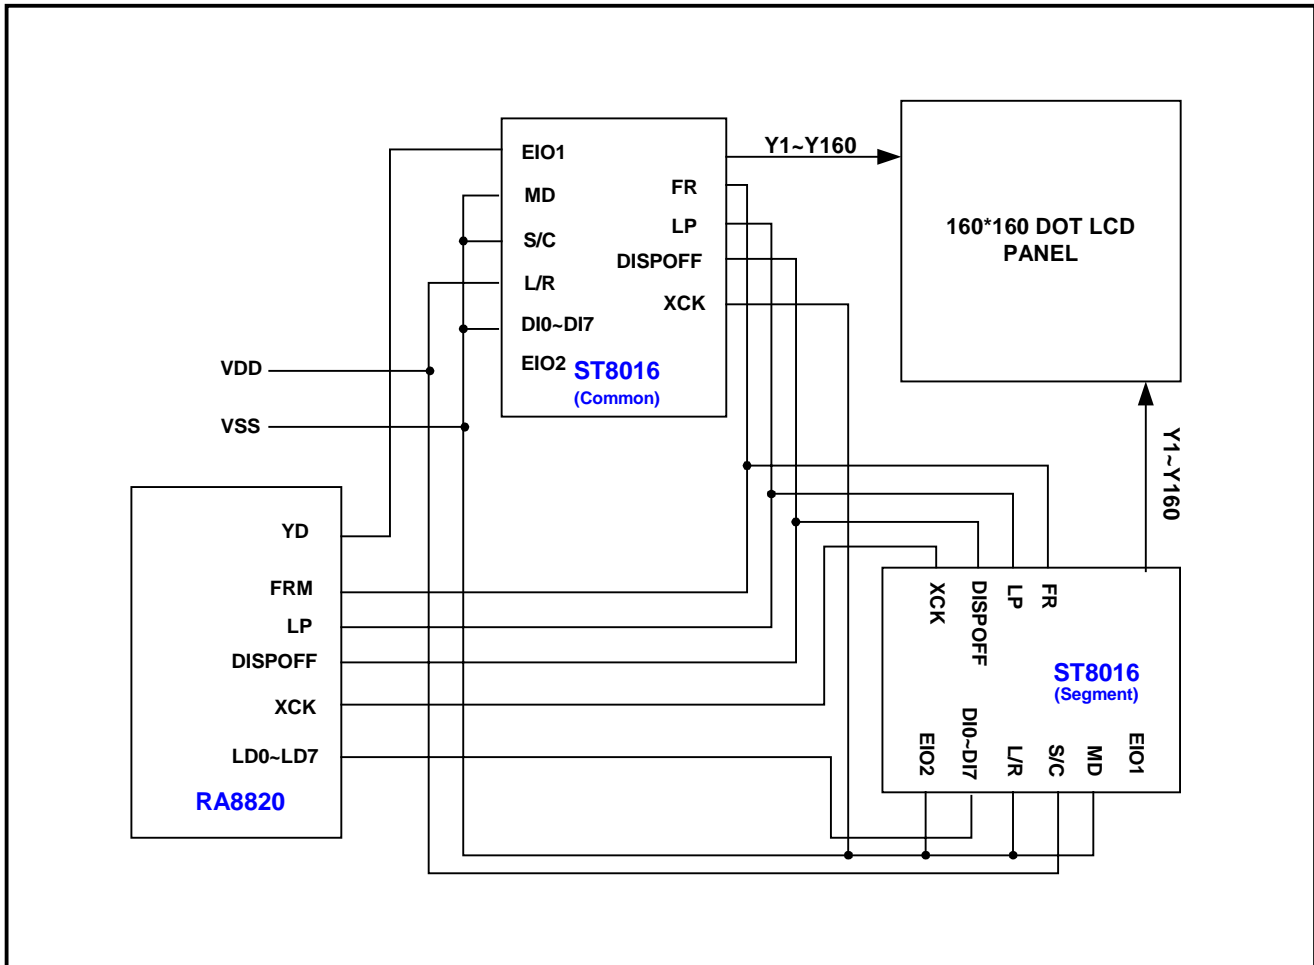 EIO1
MD
S/C
L/R
DI0~DI7
EIO2
FR
LP
DISPOFF
XCK
ST8016
(Common)
Y1~Y160
160*160 DOT LCD
PANEL
VDD
VSS
Y1~Y160
YD
FRM
LP
DISPOFF
XCK
LD0~LD7
RA8820
XCK
DISPOFF
LP
FR
ST8016
(Segment)
EIO2
DI0~DI7
L/R
S/C
MD
EIO1